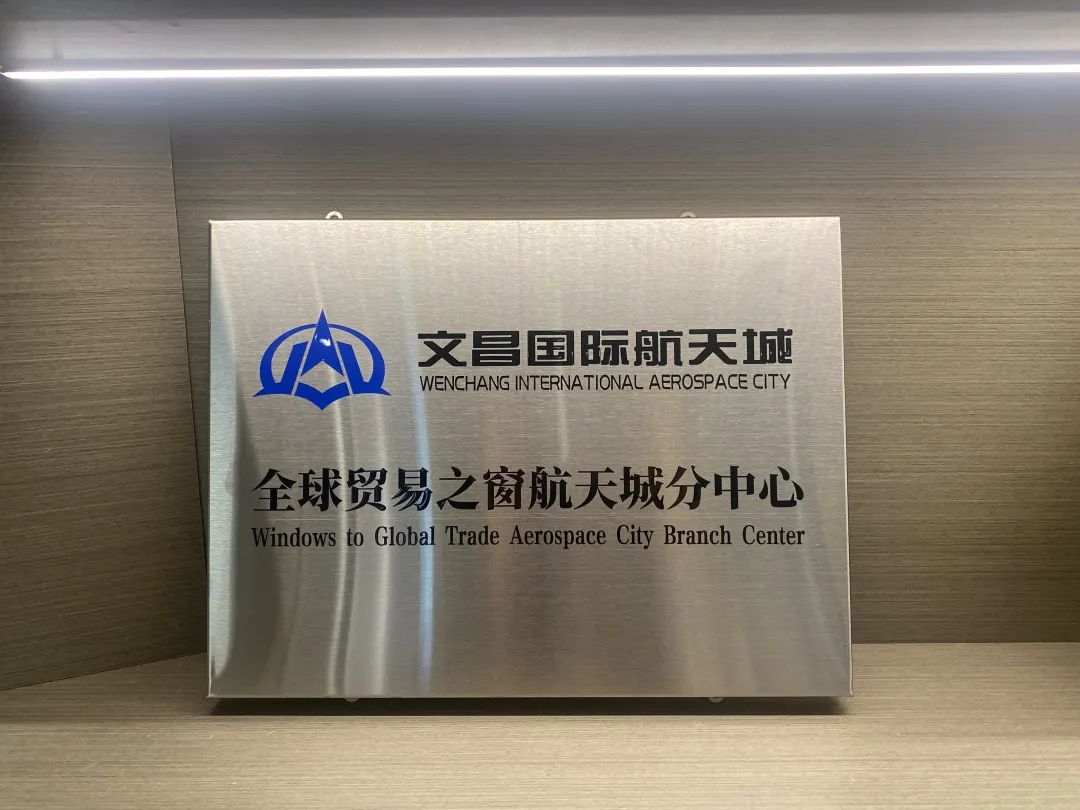 文昌国际航天城
WENCHANG INTERNATIONAL AEROSPACE CITY
全球贸易之窗航天城分中心
Windows to Global Trade Aerospace City Branch Center